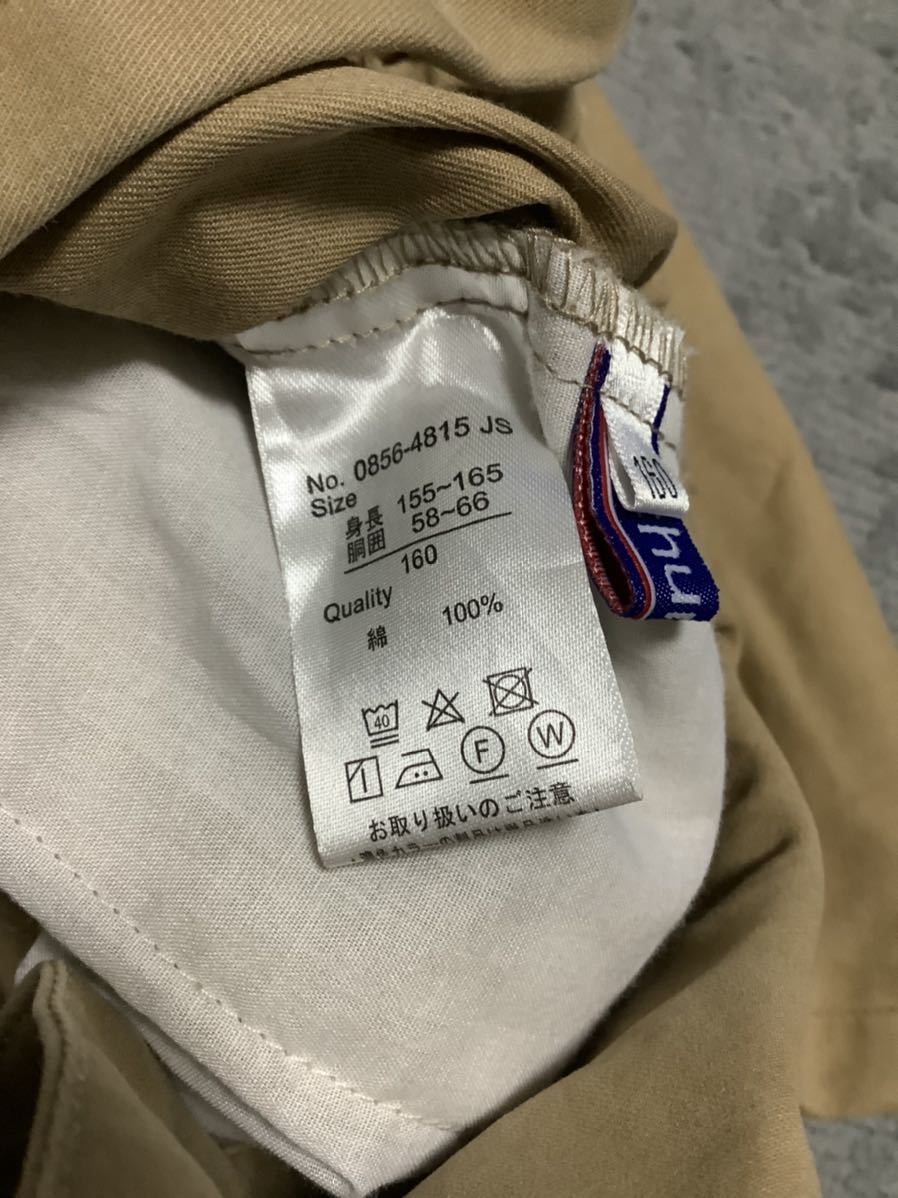 No. 0856-4815 JS
Size
身長 155~165
胴囲 58~66
160
Quality
綿 100%
40
F W
お取り扱いのご注意
160
hu